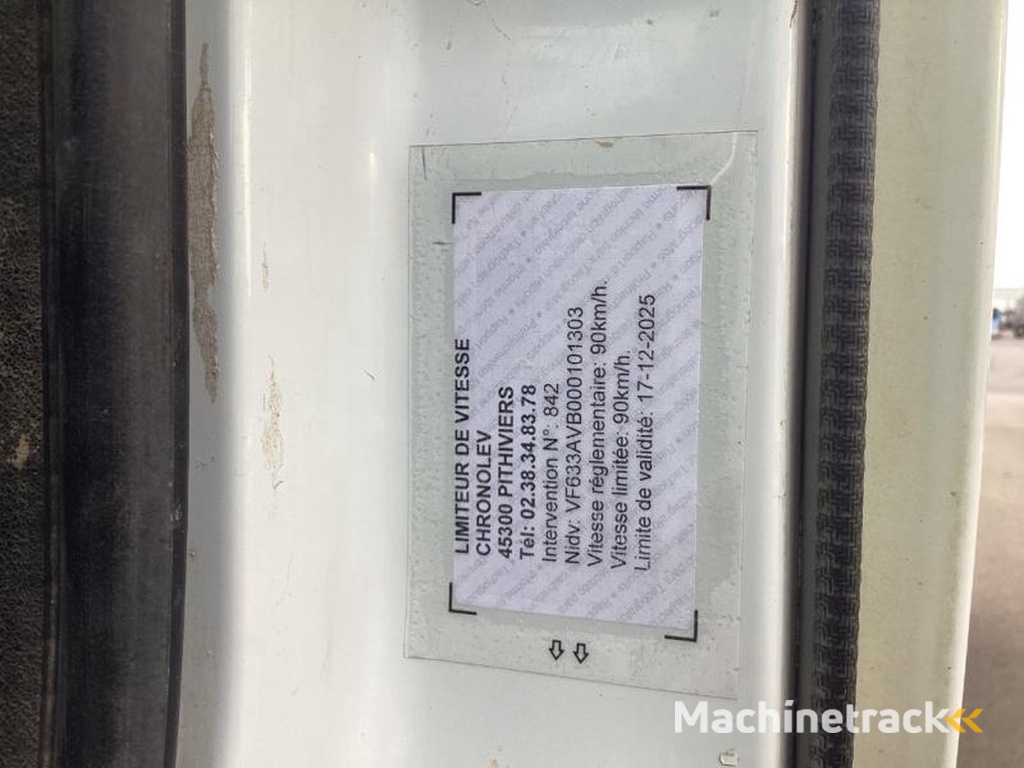 LIMITEUR DE VITESSE
CHRONOLEV
45300 PITHIVIERS
Tél: 02.38.34.83.78
Intervention N°: 842
Nidv: VF633AVB000101303
Vitesse réglementaire: 90km/h.
Vitesse limitée: 90km/h.
Limite de validité: 17-12-2025
Machinetrack